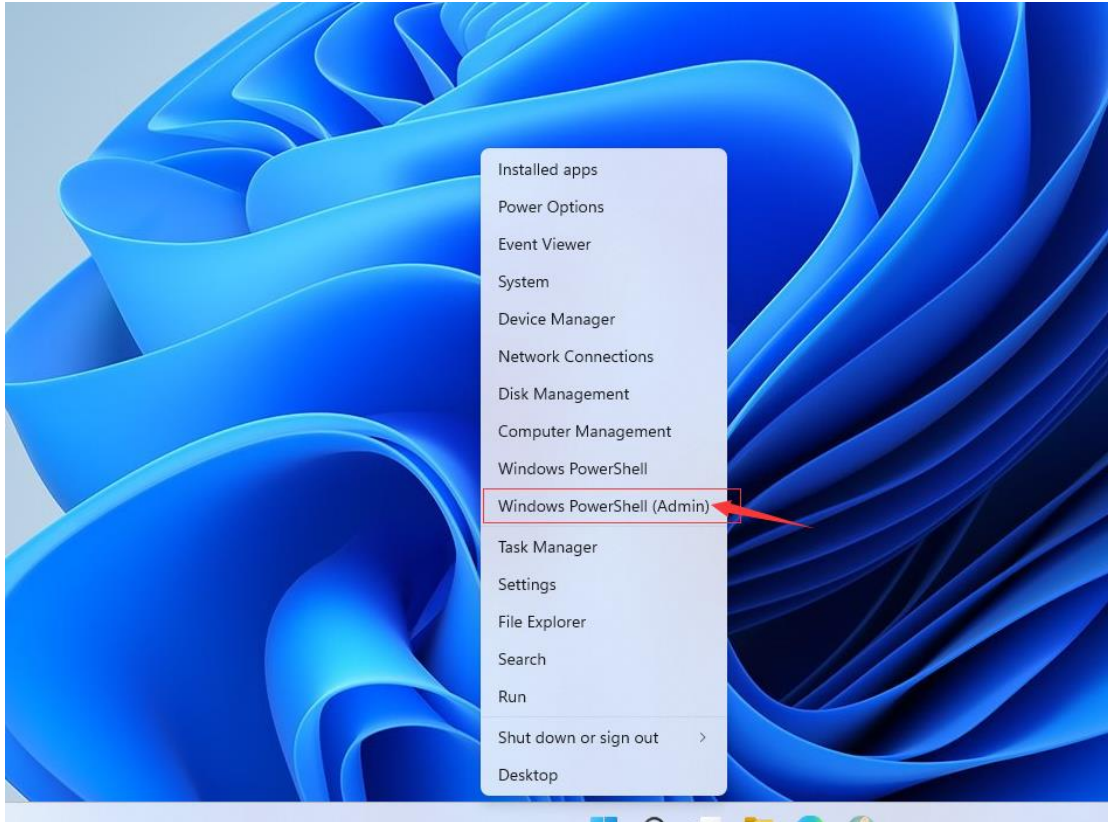 Installed apps
Power Options
Event Viewer
System
Device Manager
Network Connections
Disk Management
Computer Management
Windows PowerShell
Windows PowerShell (Admin)
Task Manager
Settings
File Explorer
Search
Run
Shut down or sign out
Desktop